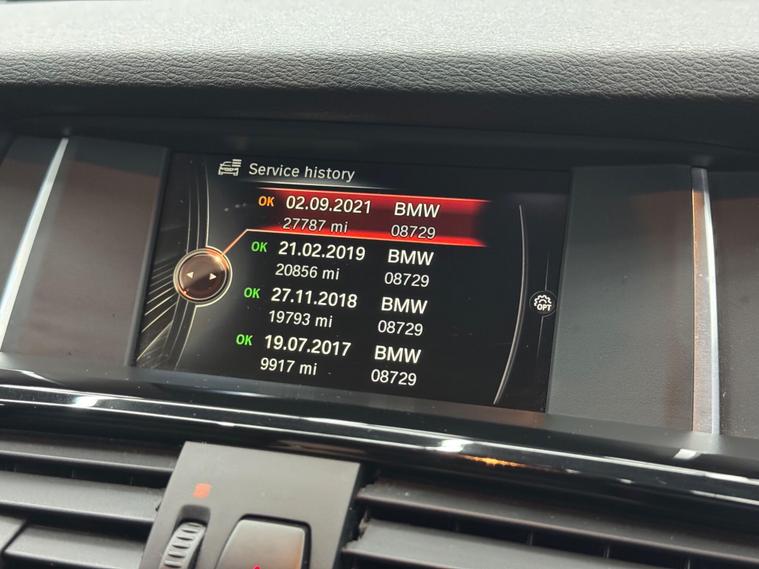 Service history
OK 02.09.2021 BMW
27787 mi 08729
OK 21.02.2019 BMW
20856 mi 08729
OK 27.11.2018 BMW
19793 mi 08729
OK 19.07.2017 BMW
9917 mi 08729
OPT